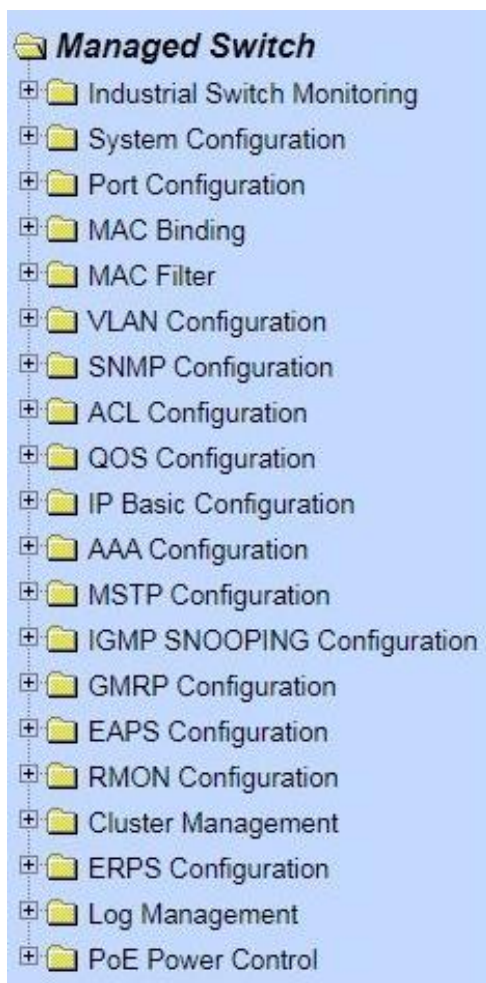 Managed Switch
Industrial Switch Monitoring
System Configuration
Port Configuration
MAC Binding
MAC Filter
VLAN Configuration
SNMP Configuration
ACL Configuration
QOS Configuration
IP Basic Configuration
AAA Configuration
MSTP Configuration
IGMP SNOOPING Configuration
GMRP Configuration
EAPS Configuration
RMON Configuration
Cluster Management
ERPS Configuration
Log Management
PoE Power Control